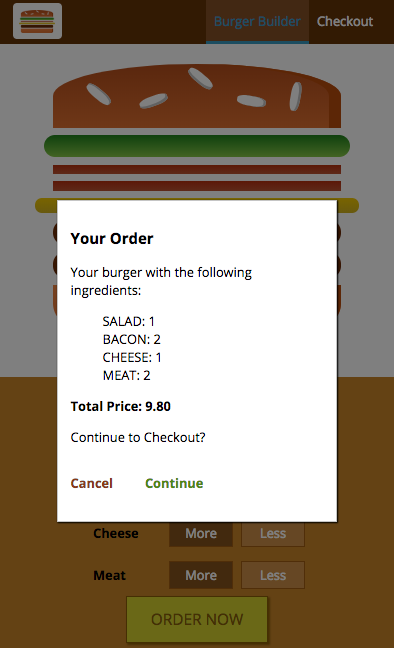 Burger Builder
Checkout
Your Order
Your burger with the following
ingredients:
SALAD: 1
BACON: 2
CHEESE: 1
MEAT: 2
Total Price: 9.80
Continue to Checkout?
Cancel
Continue
Cheese
More
Less
Meat
More
Less
ORDER NOW